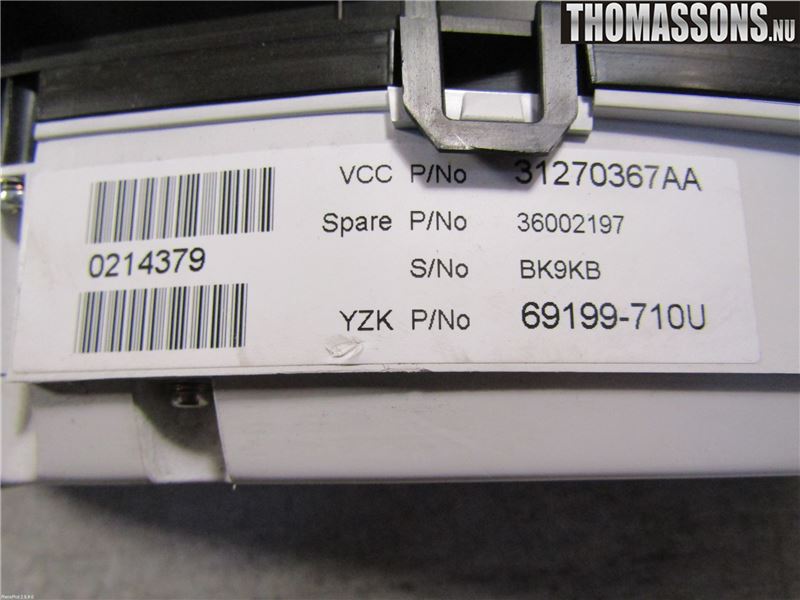 THOMASSONS.NU
VCC P/No 31270367AA
Spare P/No 36002197
0214379
S/No BK9KB
YZK P/No 69199-710U